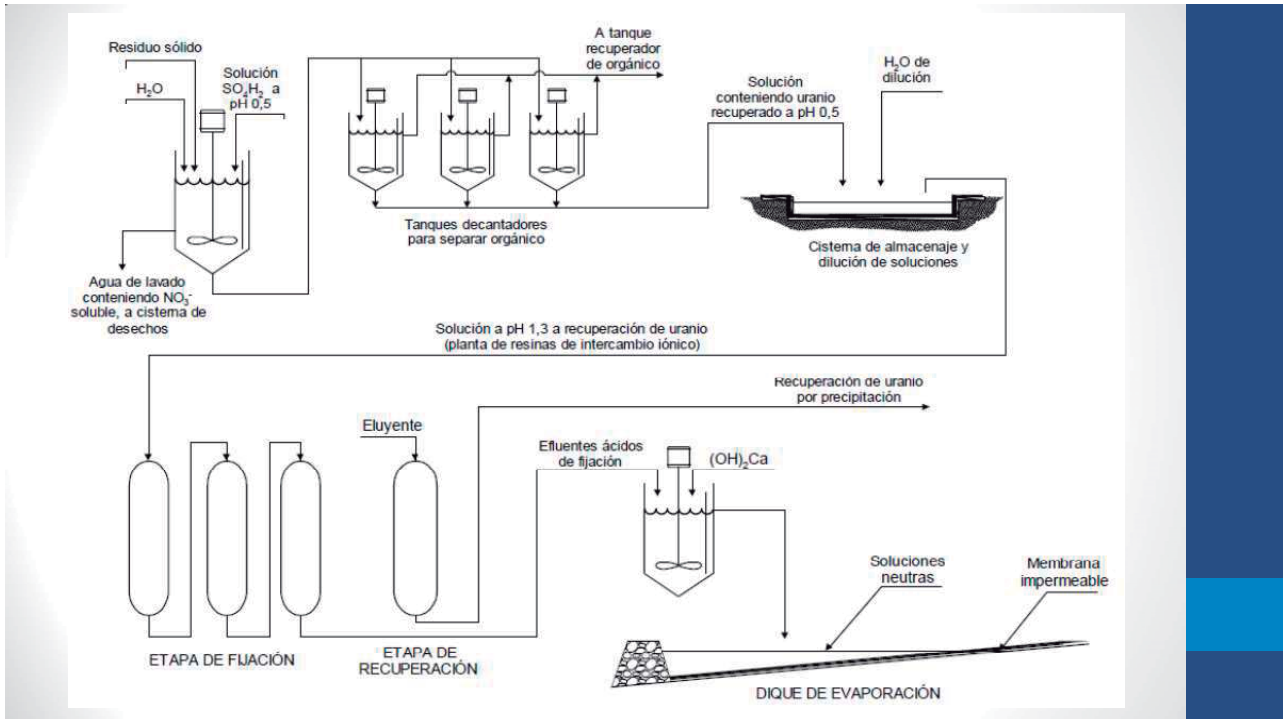 Residuo sólido
H₂O
Solución
SO₄H₂ a
pH 0,5
A tanque
recuperador
de orgánico
Solución
conteniendo uranio
recuperado a pH 0,5
H₂O de
dilución
Tanques decantadores
para separar orgánico
Cisterna de almacenaje y
dilución de soluciones
Agua de lavado
conteniendo NO₃⁻
soluble, a cisterna de
desechos
Solución a pH 1,3 a recuperación de uranio
(planta de resinas de intercambio iónico)
Recuperación de uranio
por precipitación
Eluyente
Efluentes ácidos
de fijación
(OH)₂Ca
Soluciones
neutras
Membrana
impermeable
ETAPA DE FIJACIÓN
ETAPA DE
RECUPERACIÓN
DIQUE DE EVAPORACIÓN